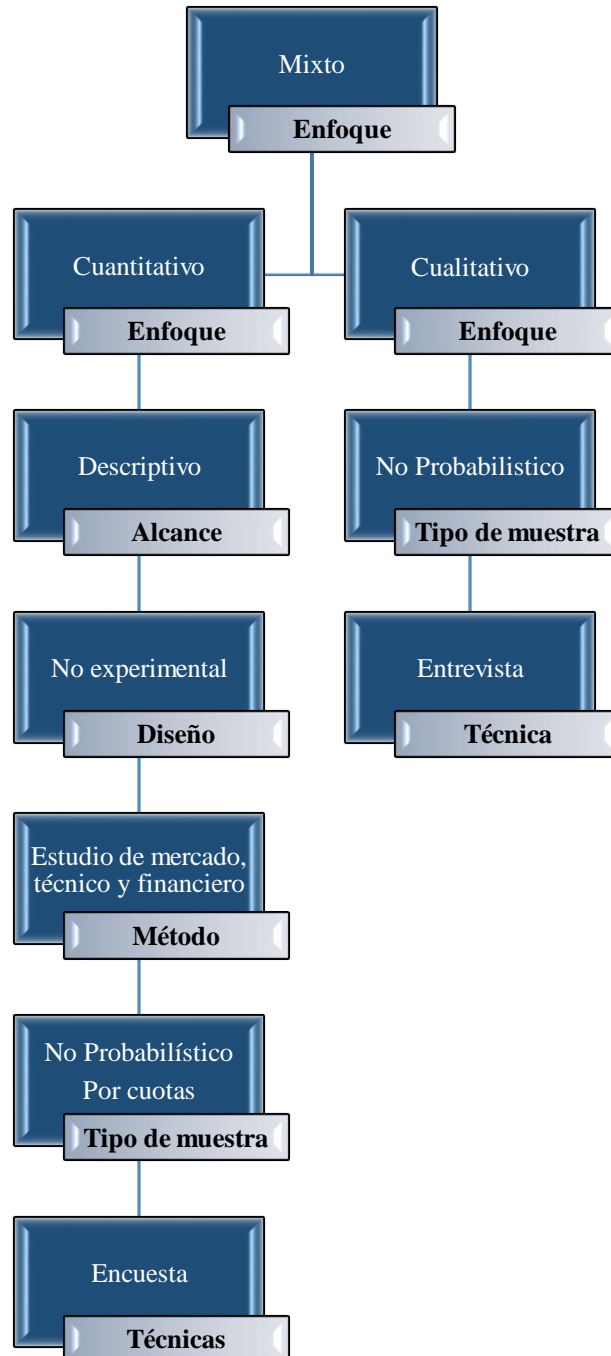 Mixto
Enfoque
Cuantitativo
Enfoque
Cualitativo
Enfoque
Descriptivo
Alcance
No Probabilistico
Tipo de muestra
No experimental
Diseño
Entrevista
Técnica
Estudio de mercado,
técnico y financiero
Método
No Probabilístico
Por cuotas
Tipo de muestra
Encuesta
Técnicas